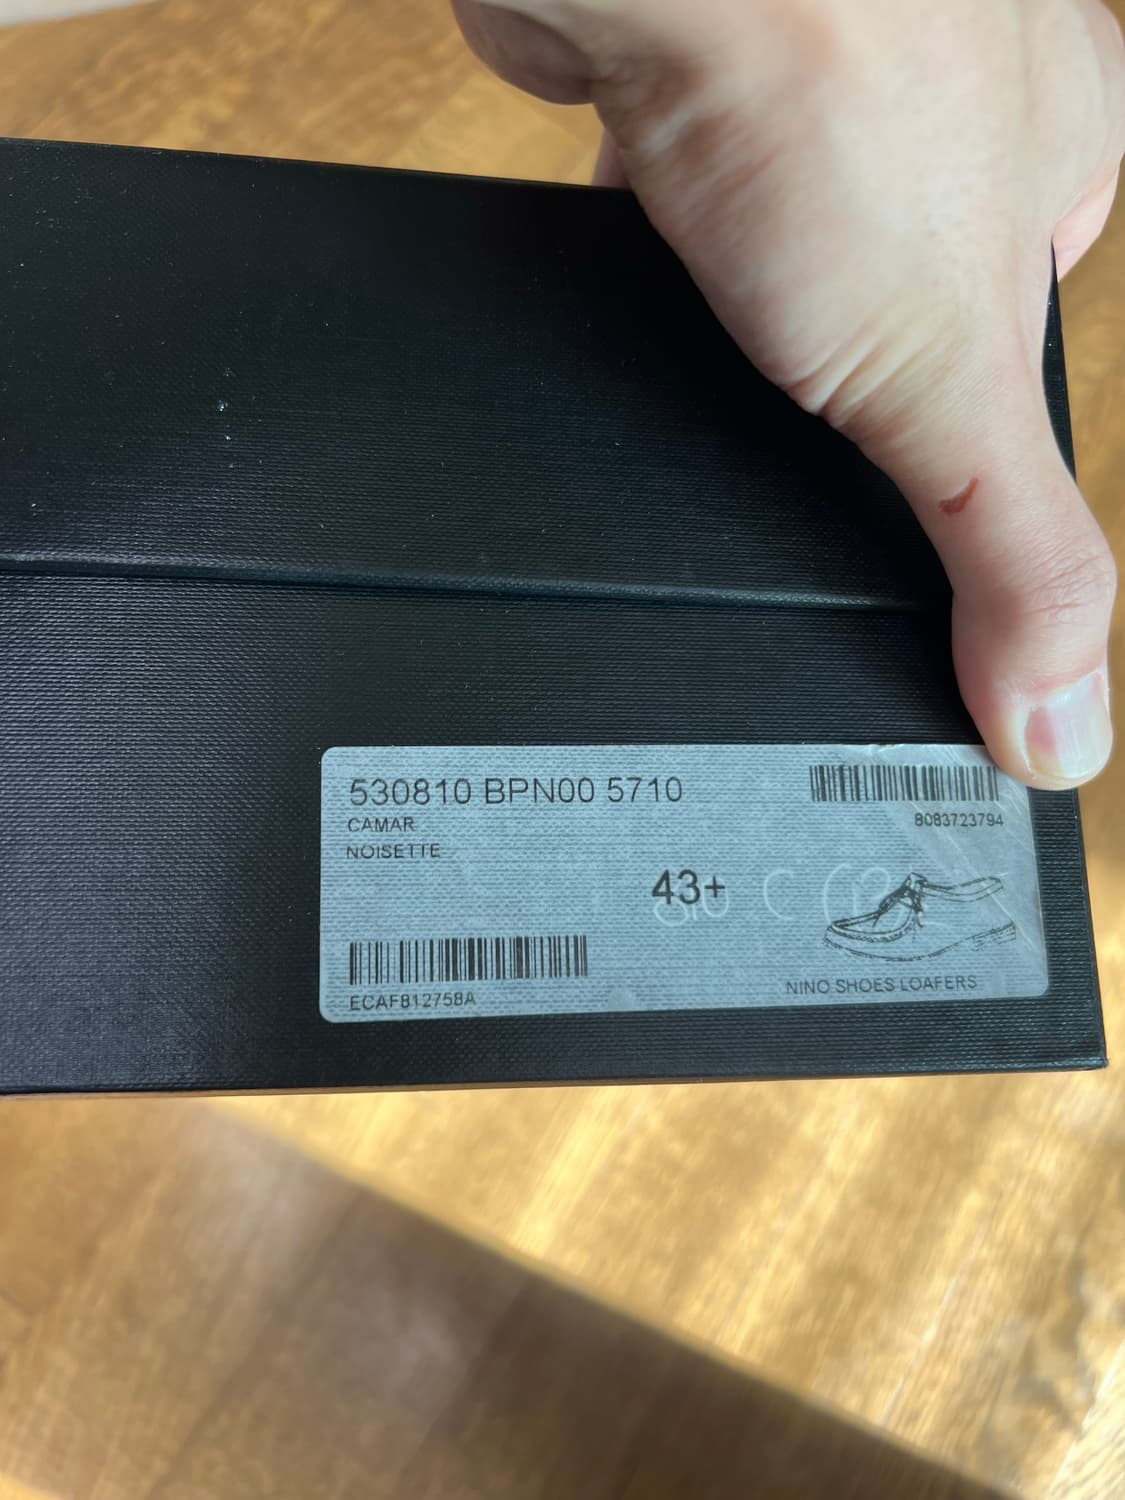 530810 BPN00 5710
CAMAR
NOISETTE
8083723794
43+
ECAF812758A
NINO SHOES LOAFERS